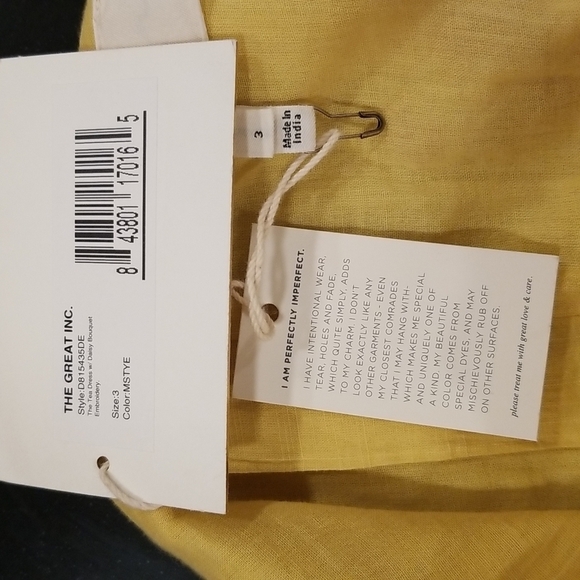 THE GREAT INC.
Style:D815435DE
The Tea Dress w/ Daisy Bouquet
Embroidery.
Size:3
Color:MSTYE
8 43801 17016 5
3
Made In
India
I AM PERFECTLY IMPERFECT.
I HAVE INTENTIONAL WEAR,
TEAR, HOLES AND FADE,
WHICH QUITE SIMPLY, ADDS
TO MY CHARM. I DON'T
LOOK EXACTLY LIKE ANY
OTHER GARMENTS - EVEN
MY CLOSEST COMRADES
THAT I MAY HANG WITH-
WHICH MAKES ME SPECIAL
AND UNIQUELY ONE OF
A KIND. MY BEAUTIFUL
COLOR COMES FROM
SPECIAL DYES, AND MAY
MISCHIEVOUSLY RUB OFF
ON OTHER SURFACES.
please treat me with great love & care.